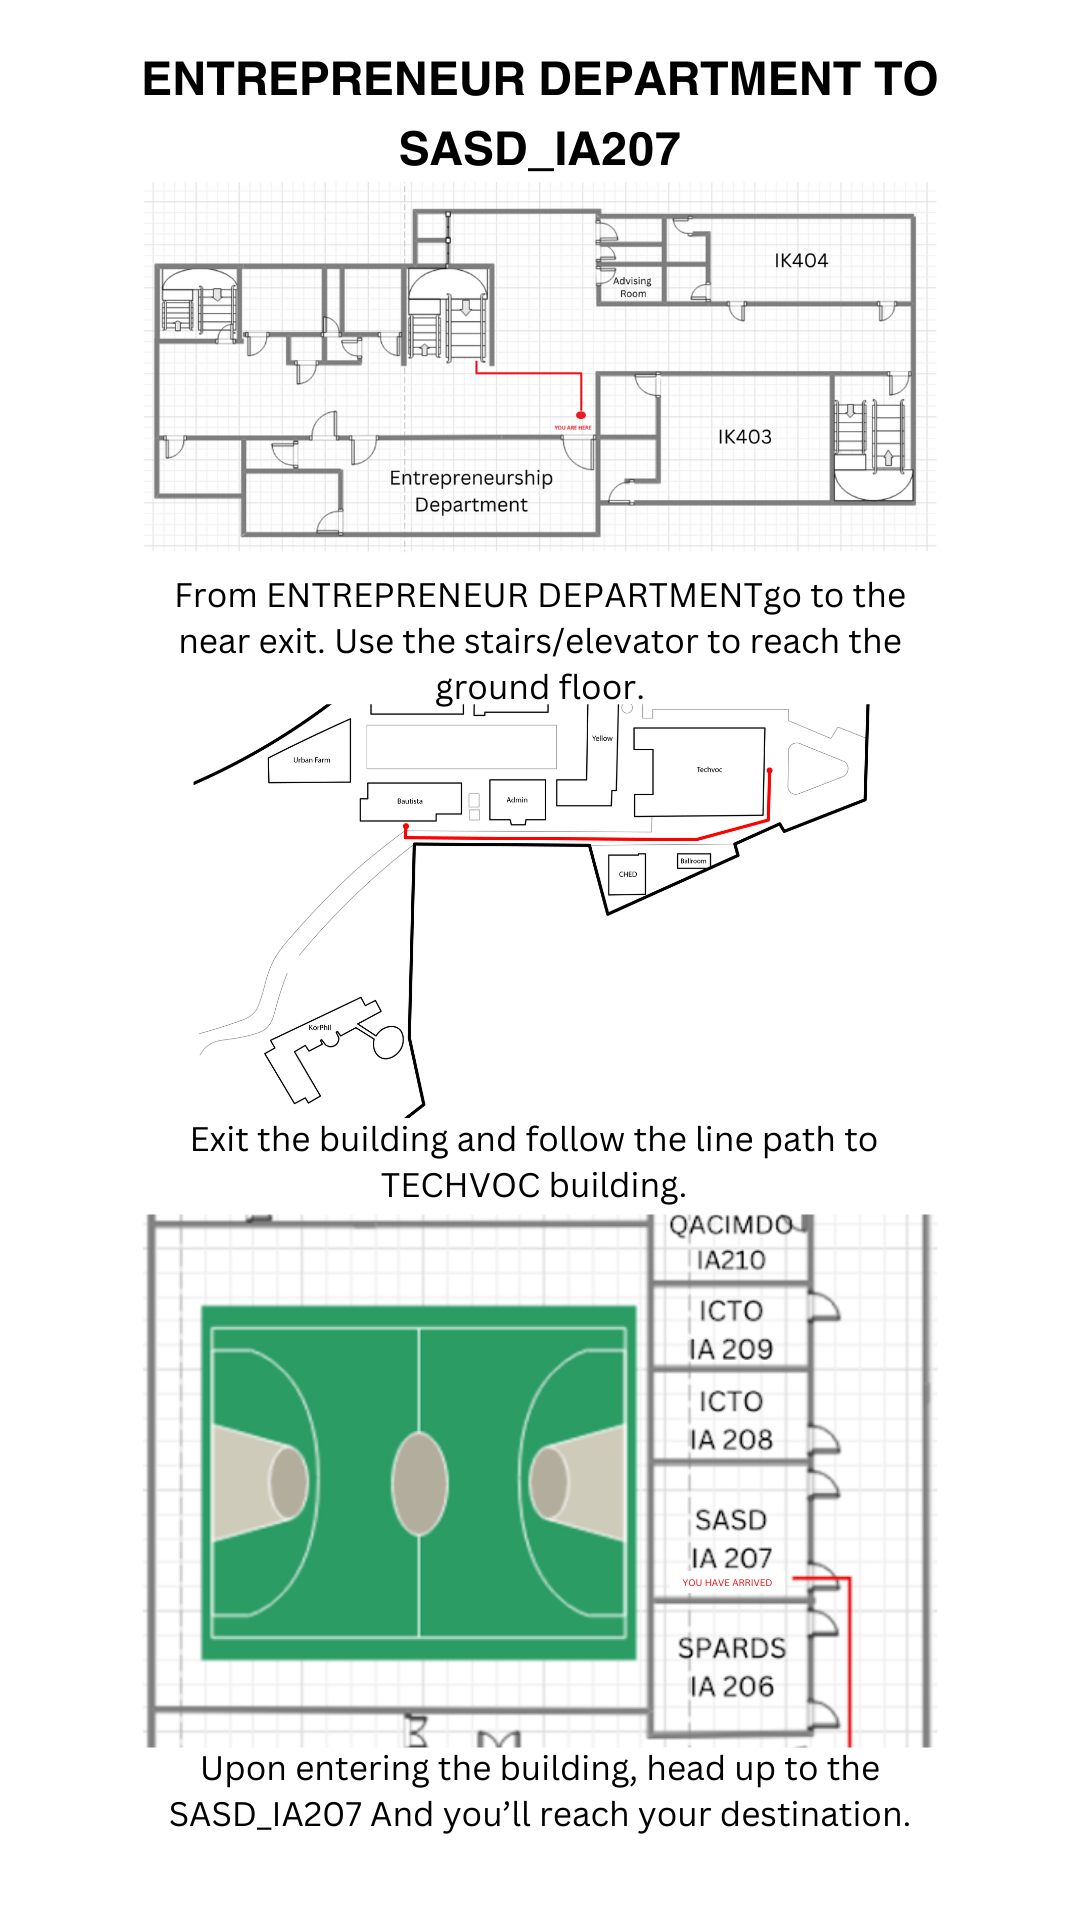 ENTREPRENEUR DEPARTMENT TO
SASD_IA207
IK404
Advising
Room
YOU ARE HERE
IK403
Entrepreneurship
Department
From ENTREPRENEUR DEPARTMENTgo to the
near exit. Use the stairs/elevator to reach the
ground floor.
Urban Farm
Yellow
Techvoc
Bautista
Admin
CHED
Ballroom
KorPhil
Exit the building and follow the line path to
TECHVOC building.
QACIMDO
IA210
ICTO
IA 209
ICTO
IA 208
SASD
IA 207
YOU HAVE ARRIVED
SPARDS
IA 206
Upon entering the building, head up to the
SASD_IA207 And you’ll reach your destination.